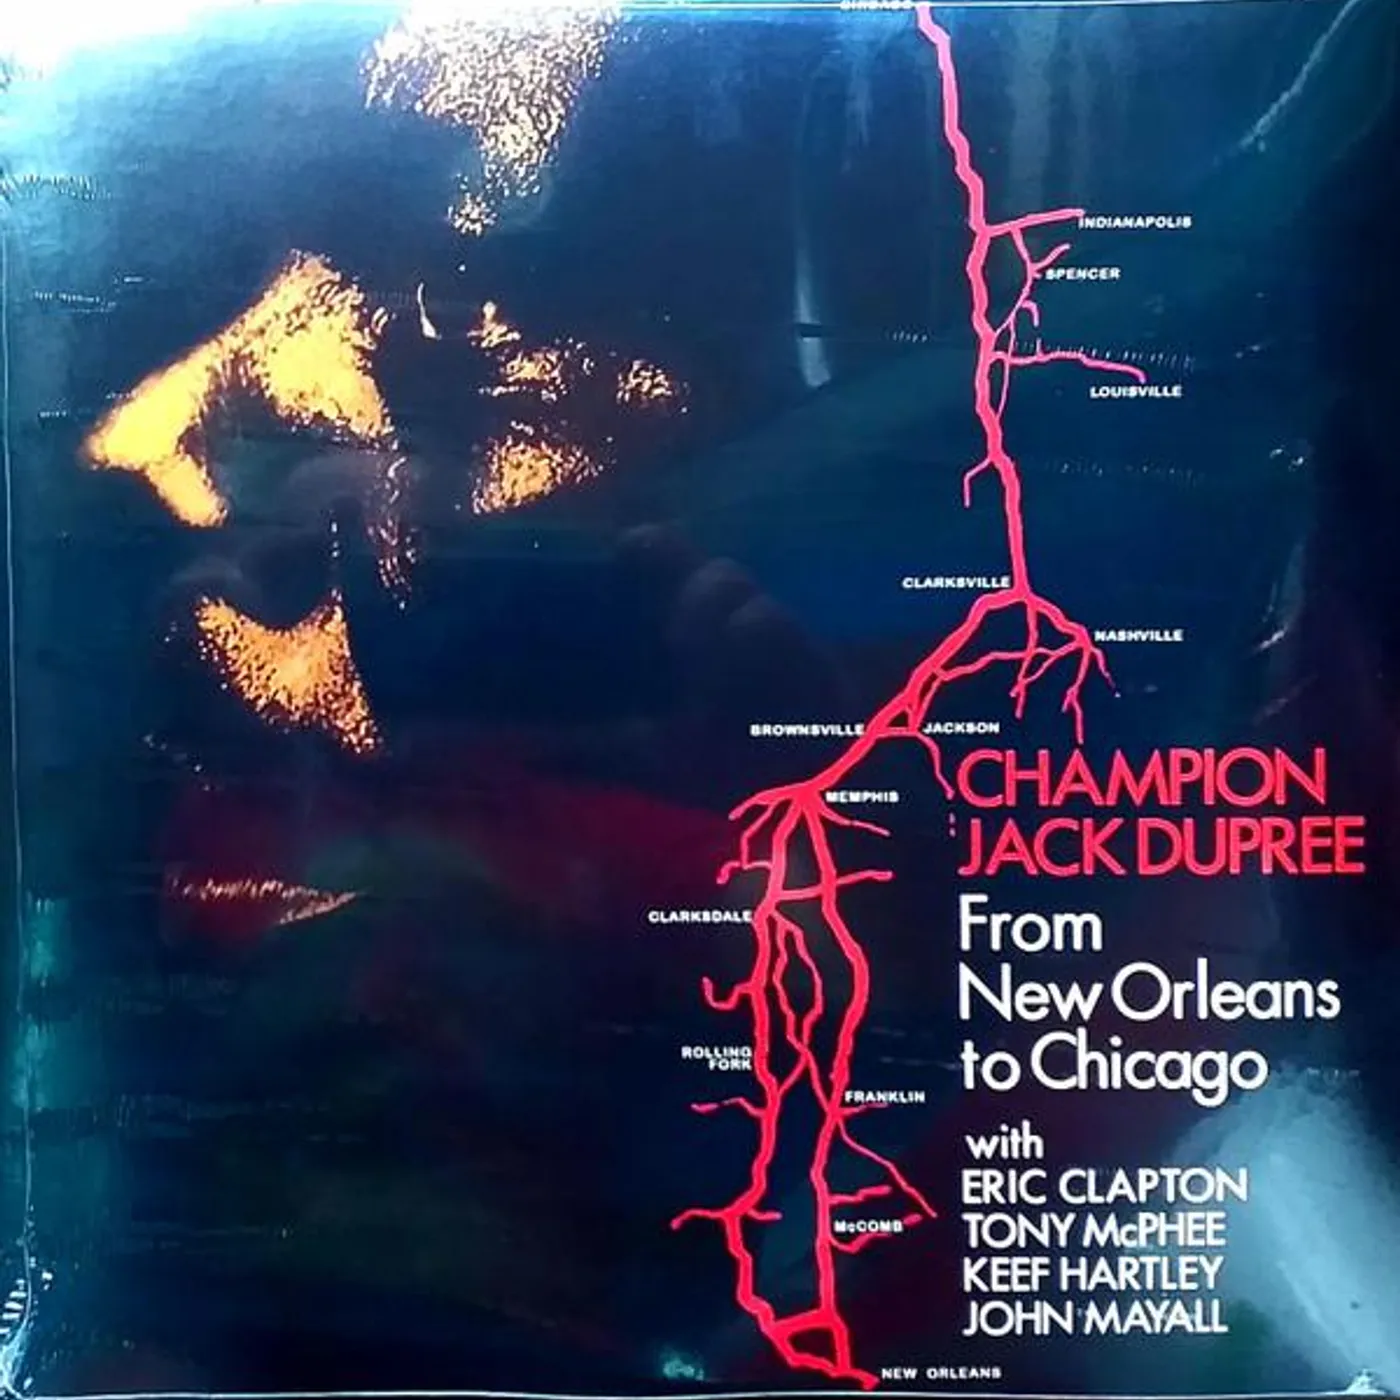 CHICAGO
INDIANAPOLIS
SPENCER
LOUISVILLE
CLARKSVILLE
NASHVILLE
BROWNSVILLE
JACKSON
MEMPHIS
CHAMPION
JACK DUPREE
CLARKSDALE
From
New Orleans
to Chicago
ROLLING
FORK
FRANKLIN
with
ERIC CLAPTON
TONY McPHEE
McCOMB
KEEF HARTLEY
JOHN MAYALL
NEW ORLEANS